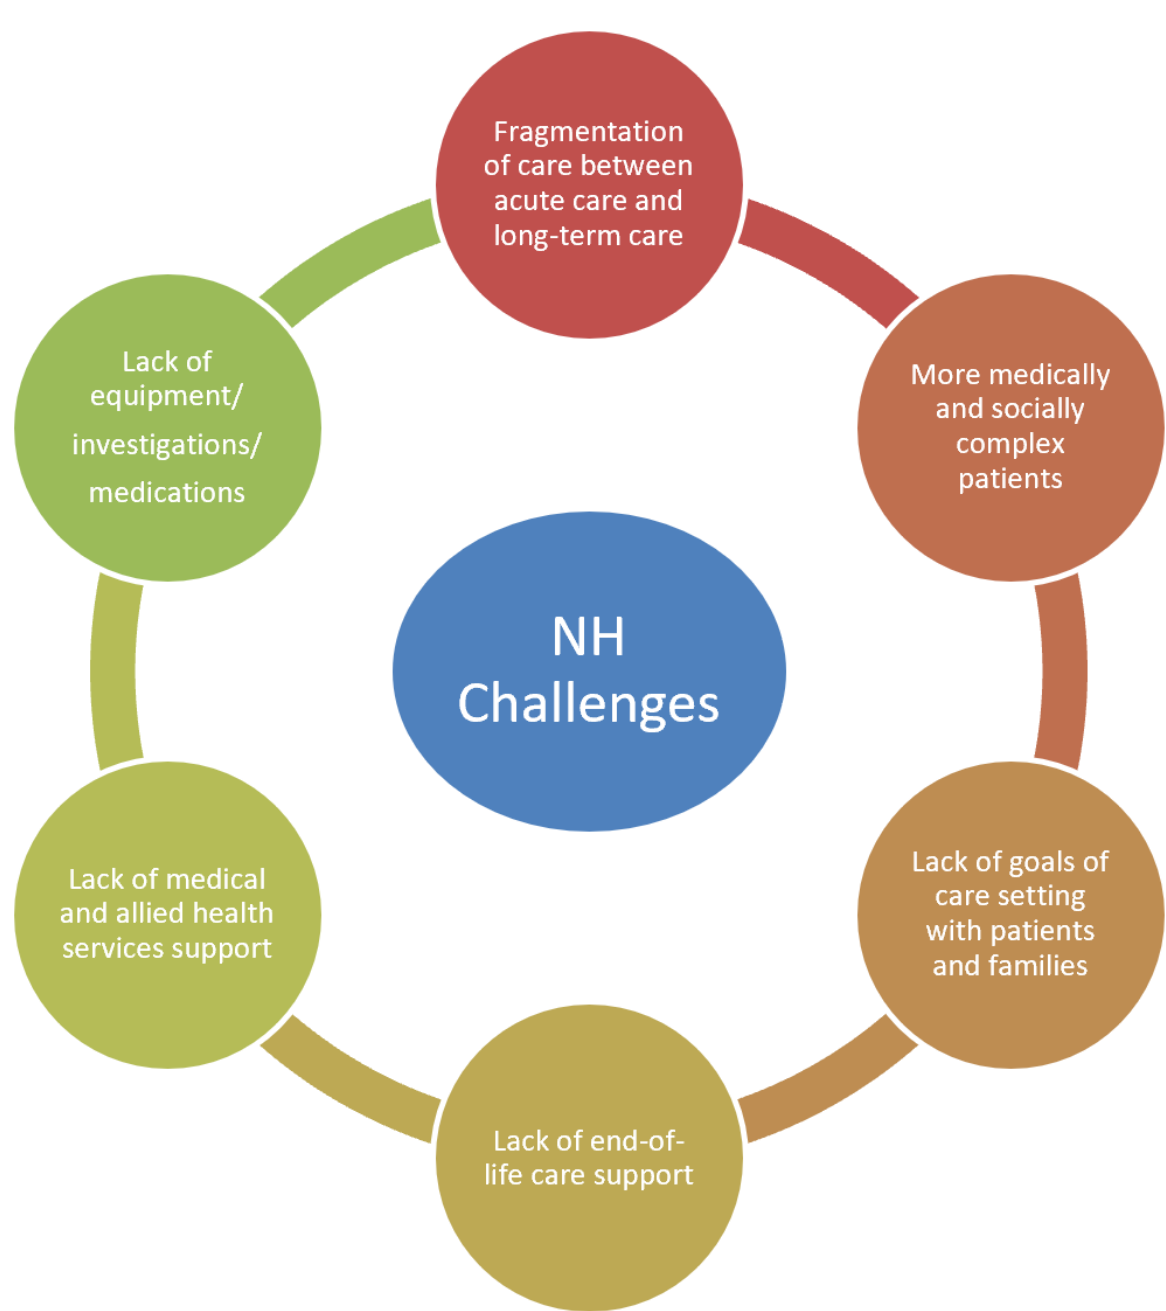 Fragmentation
of care between
acute care and
long-term care
More medically
and socially
complex
patients
Lack of goals of
care setting
with patients
and families
Lack of end-of-
life care support
Lack of medical
and allied health
services support
Lack of
equipment/
investigations/
medications
NH
Challenges